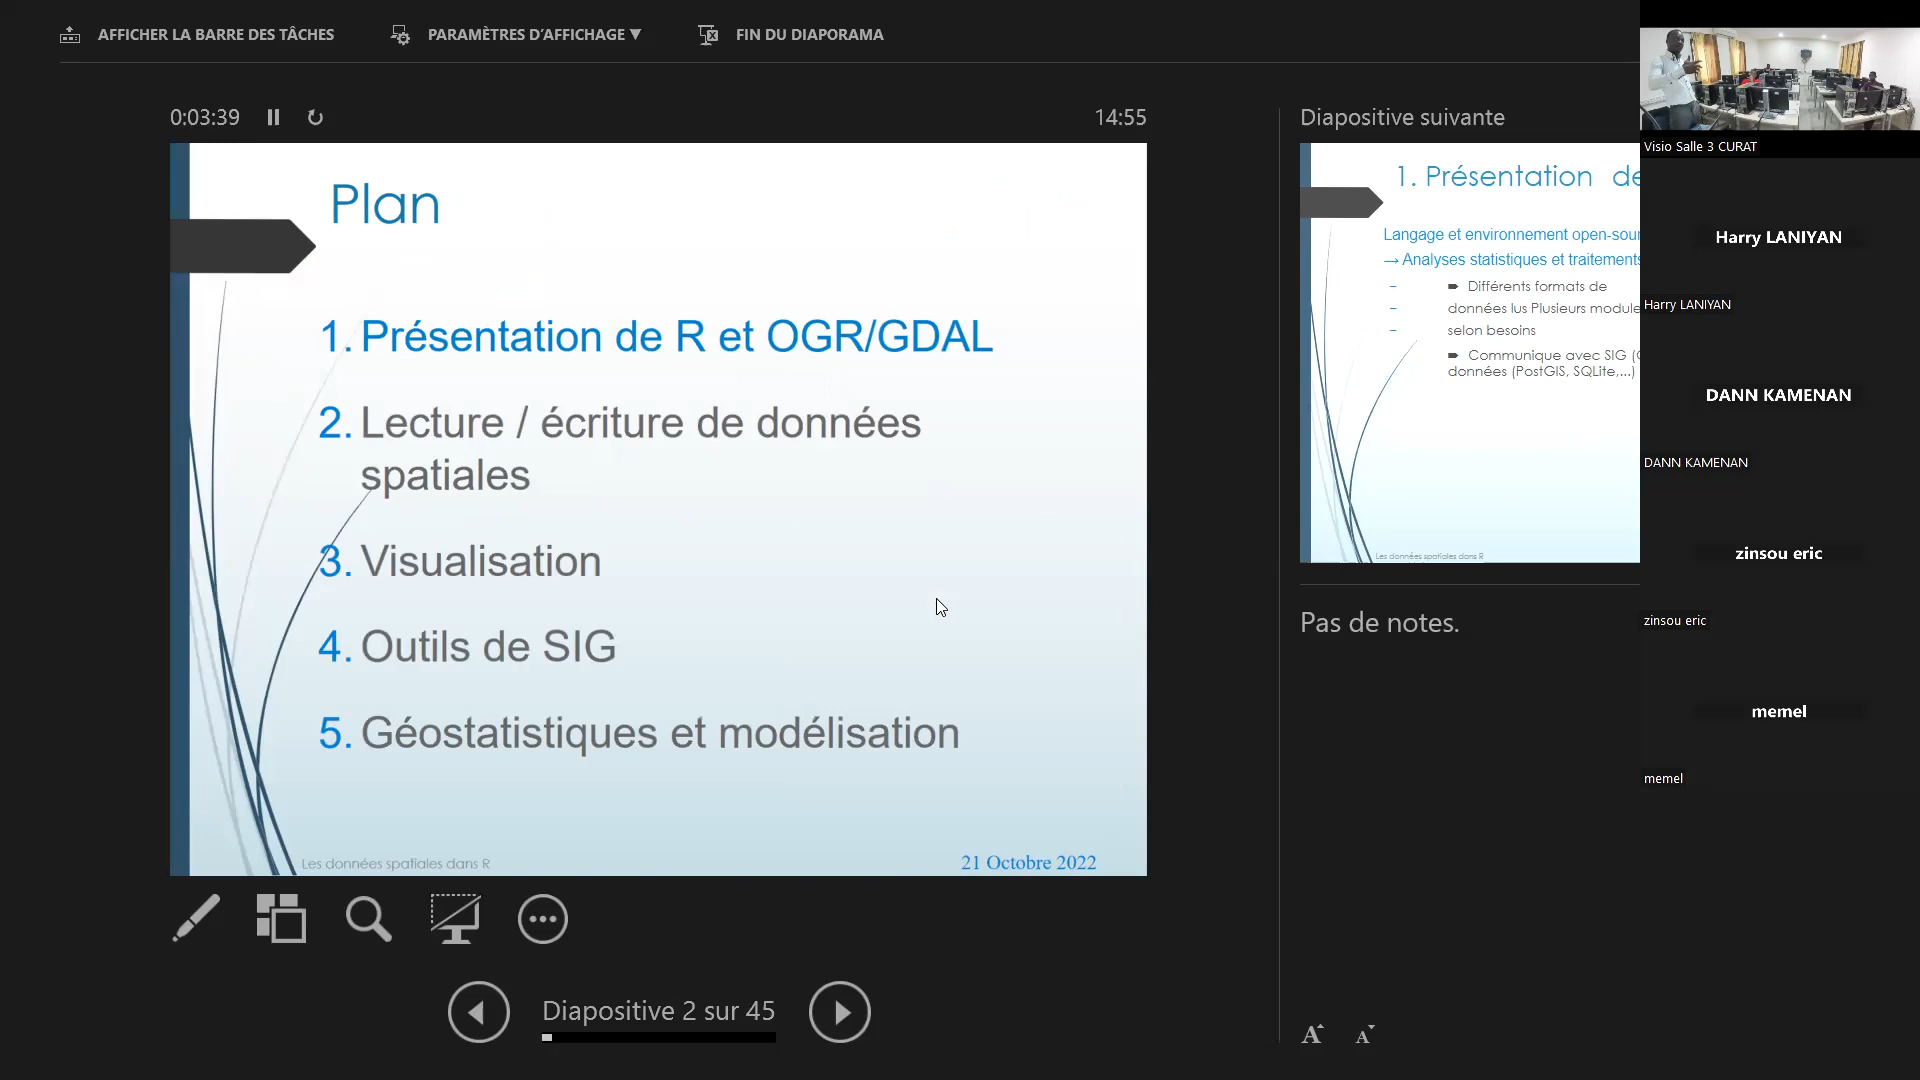 AFFICHER LA BARRE DES TÂCHES
PARAMÈTRES D'AFFICHAGE ▼
FIN DU DIAPORAMA
0:03:39
14:55
Plan
1. Présentation de R et OGR/GDAL
2. Lecture / écriture de données
spatiales
3. Visualisation
4. Outils de SIG
5. Géostatistiques et modélisation
Les données spatiales dans R
21 Octobre 2022
Diapositive 2 sur 45
Diapositive suivante
1. Présentation de
Langage et environnement open-sour
→ Analyses statistiques et traitements
– Différents formats de
– données lus Plusieurs module
– selon besoins
Communique avec SIG (
données (PostGIS, SQLite,...)
Les données spatiales dans R
Pas de notes.
A A
Visio Salle 3 CURAT
Harry LANIYAN
Harry LANIYAN
DANN KAMENAN
DANN KAMENAN
zinsou eric
zinsou eric
memel
memel